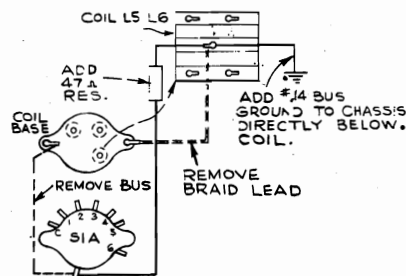 COIL L5 L6
ADD
47 Ω
RES.
ADD #14 BUS
GROUND TO CHASSIS
DIRECTLY BELOW.
COIL.
COIL
BASE
REMOVE
BRAID LEAD
REMOVE BUS
C 1 2 3 4 5 6
S1A